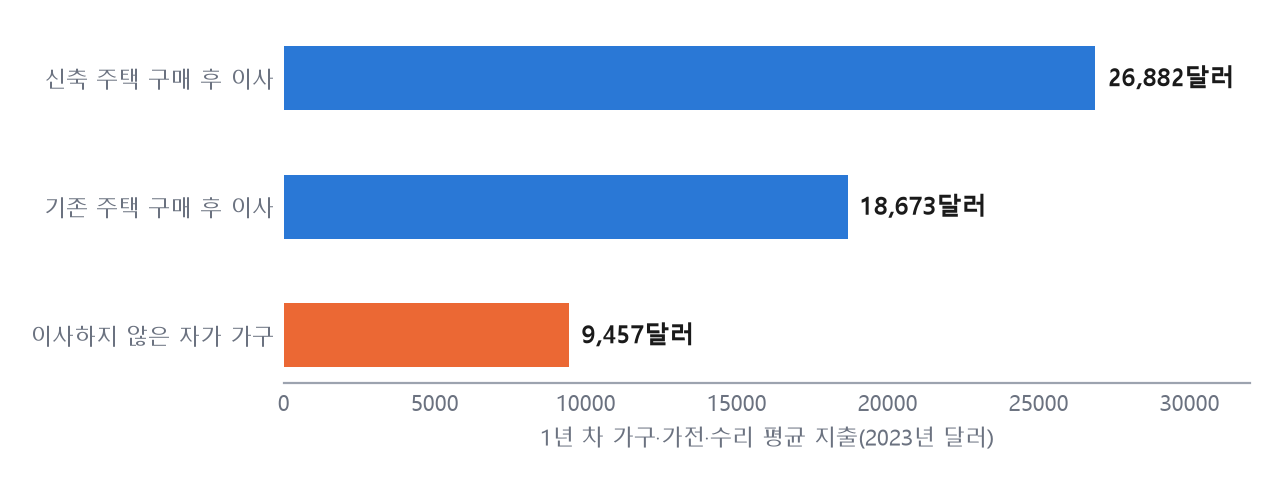 신축 주택 구매 후 이사
26,882달러
기존 주택 구매 후 이사
18,673달러
이사하지 않은 자가 가구
9,457달러
0 5000 10000 15000 20000 25000 30000
1년 차 가구·가전·수리 평균 지출(2023년 달러)